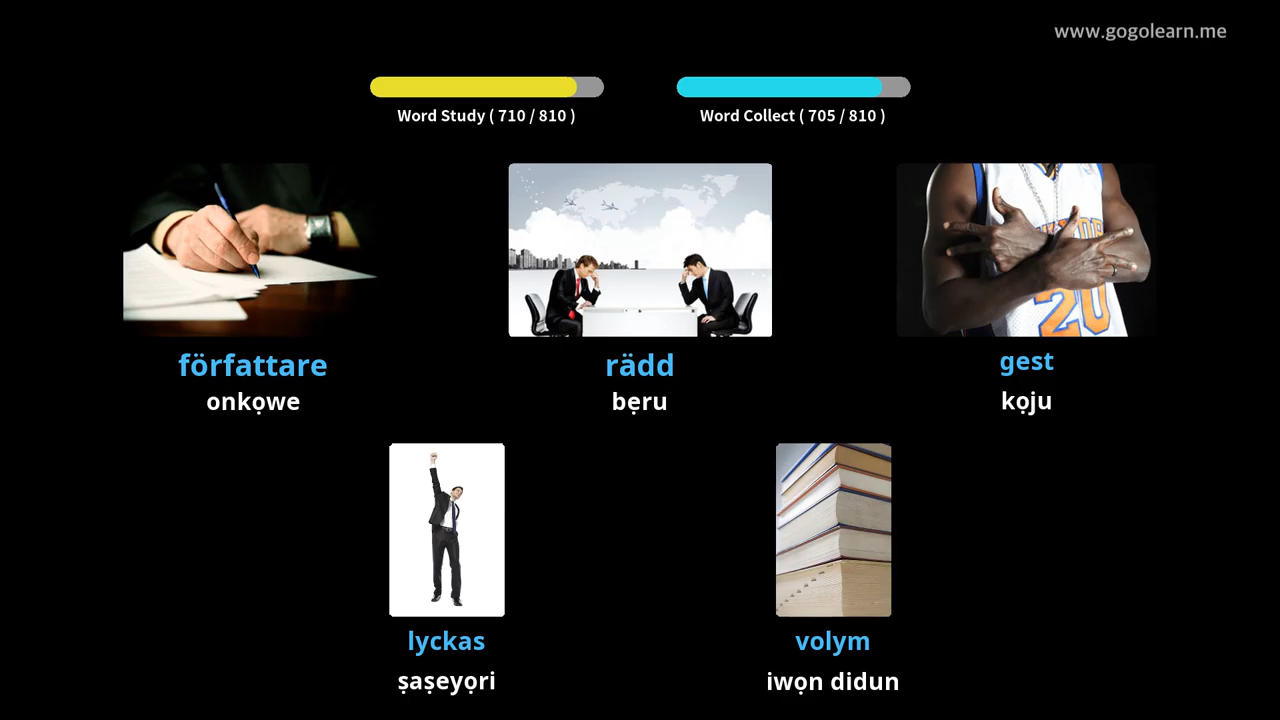 www.gogolearn.me
Word Study ( 710 / 810 )
Word Collect ( 705 / 810 )
författare
onkọwe
rädd
bẹru
gest
kọju
20
lyckas
ṣaṣeyọri
volym
iwọn didun